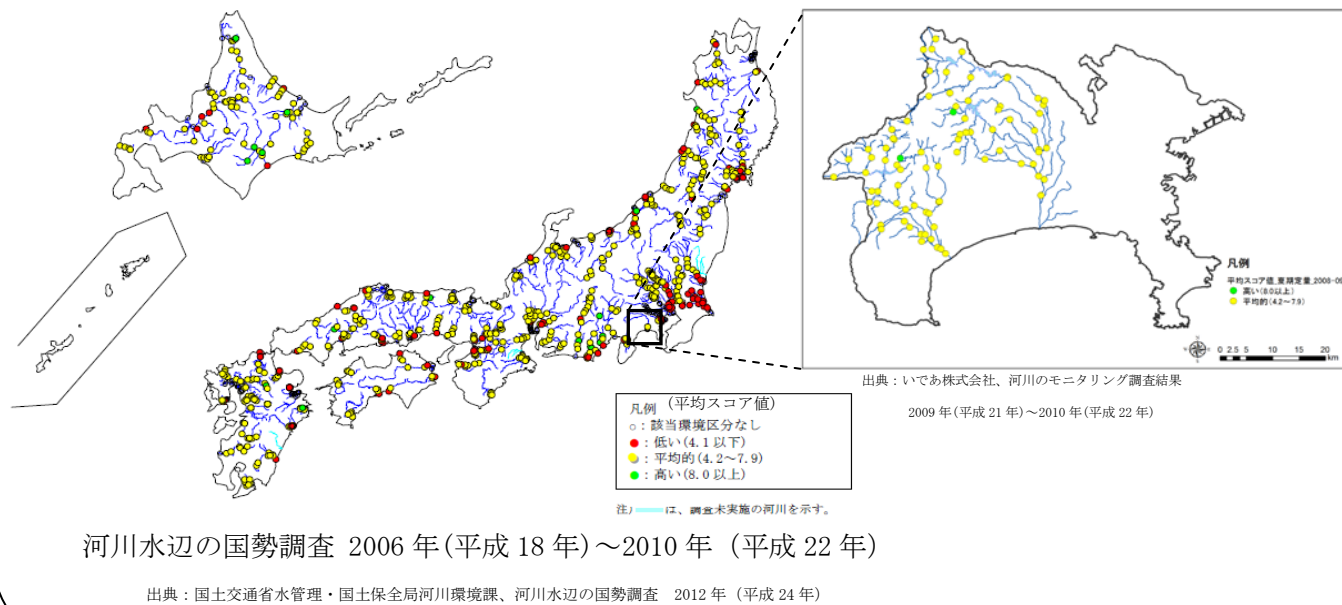 凡例
平均スコア値_夏期定量_2008-09
高い(8.0以上)
平均的(4.2～7.9)
0 2.5 5 10 15 20
km
出典：いであ株式会社、河川のモニタリング調査結果
2009 年(平成 21 年)～2010 年(平成 22 年)
凡例 (平均スコア値)
○：該当環境区分なし
●：低い(4.1 以下)
●：平均的(4.2～7.9)
●：高い(8.0 以上)
注) は、調査未実施の河川を示す。
河川水辺の国勢調査 2006 年(平成 18 年)～2010 年 (平成 22 年)
出典：国土交通省水管理・国土保全局河川環境課、河川水辺の国勢調査 2012 年 (平成 24 年)